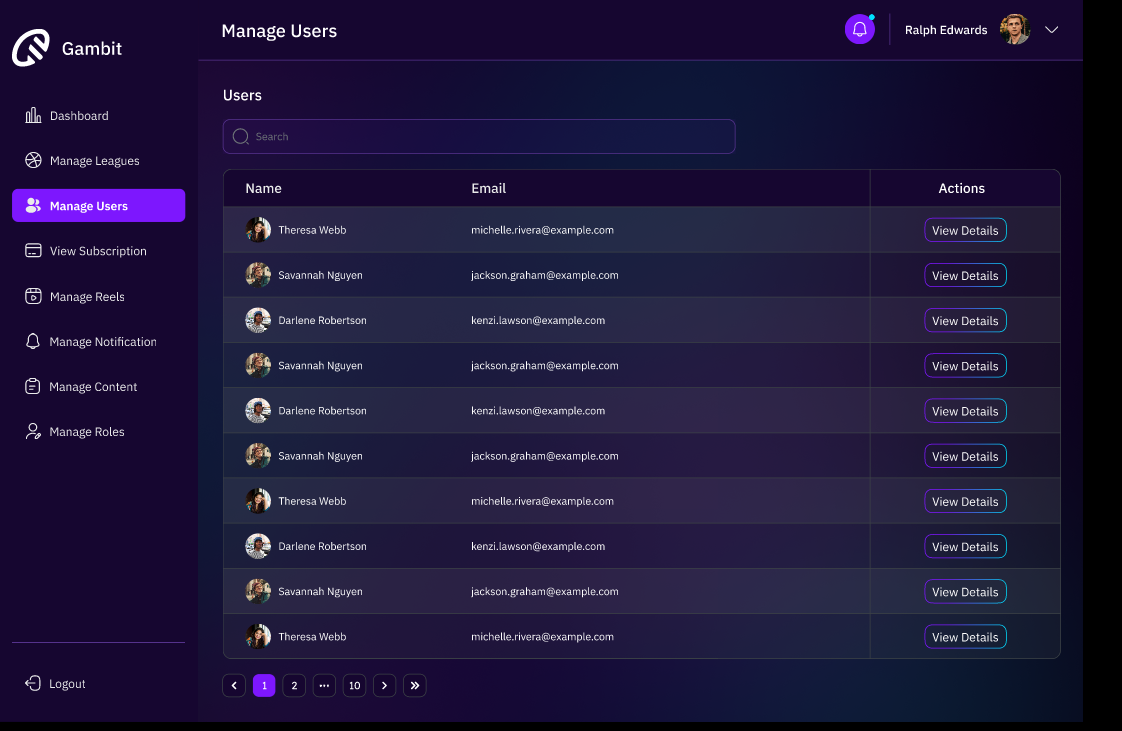 Gambit
Manage Users
Ralph Edwards
Dashboard
Manage Leagues
Manage Users
View Subscription
Manage Reels
Manage Notification
Manage Content
Manage Roles
Logout
Users
Search
Name Email Actions
Theresa Webb michelle.rivera@example.com View Details
Savannah Nguyen jackson.graham@example.com View Details
Darlene Robertson kenzi.lawson@example.com View Details
Savannah Nguyen jackson.graham@example.com View Details
Darlene Robertson kenzi.lawson@example.com View Details
Savannah Nguyen jackson.graham@example.com View Details
Theresa Webb michelle.rivera@example.com View Details
Darlene Robertson kenzi.lawson@example.com View Details
Savannah Nguyen jackson.graham@example.com View Details
Theresa Webb michelle.rivera@example.com View Details
1 2 ... 10